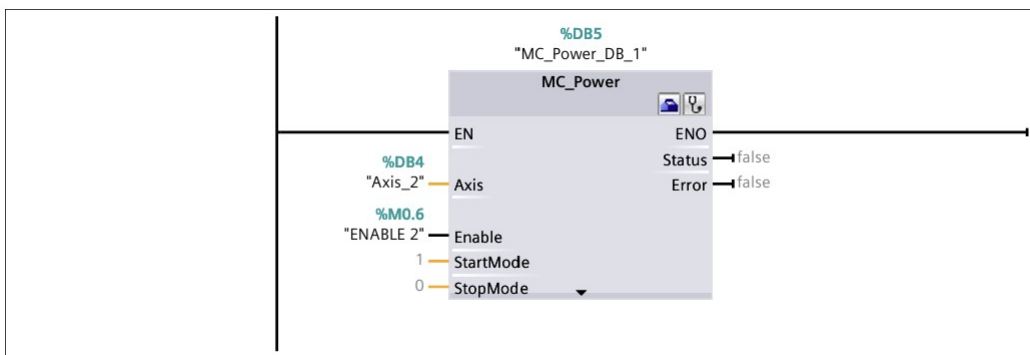 %DB5
"MC_Power_DB_1"
MC_Power
EN ENO
Status false
%DB4
"Axis_2" Axis Error false
%M0.6
"ENABLE 2" Enable
1 StartMode
0 StopMode